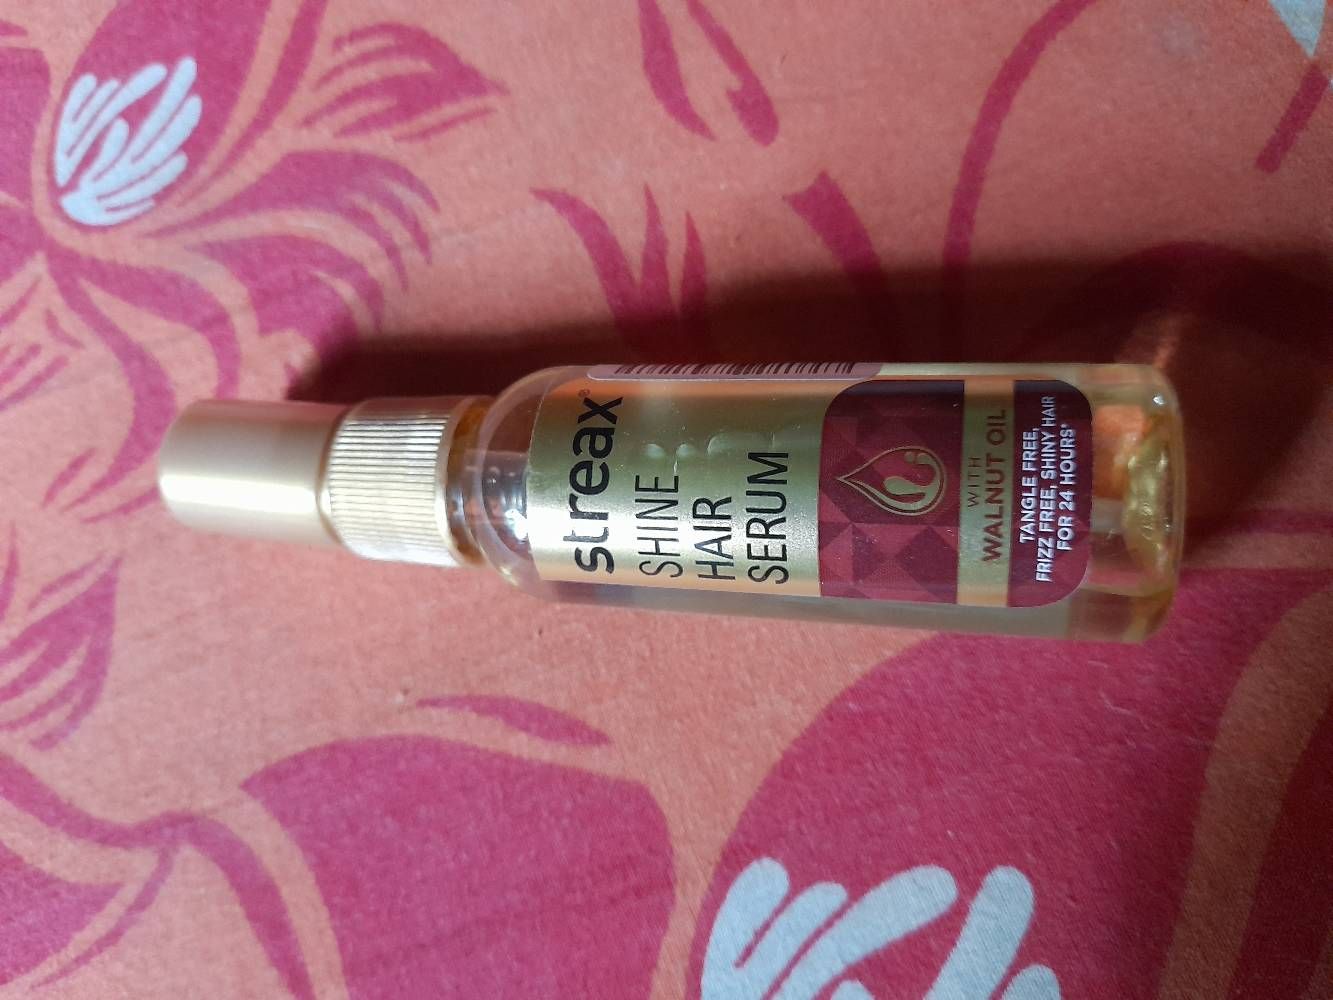 streax®
SHINE
HAIR
SERUM
WITH
WALNUT OIL
TANGLE FREE,
FRIZZ FREE, SHINY HAIR
FOR 24 HOURS*